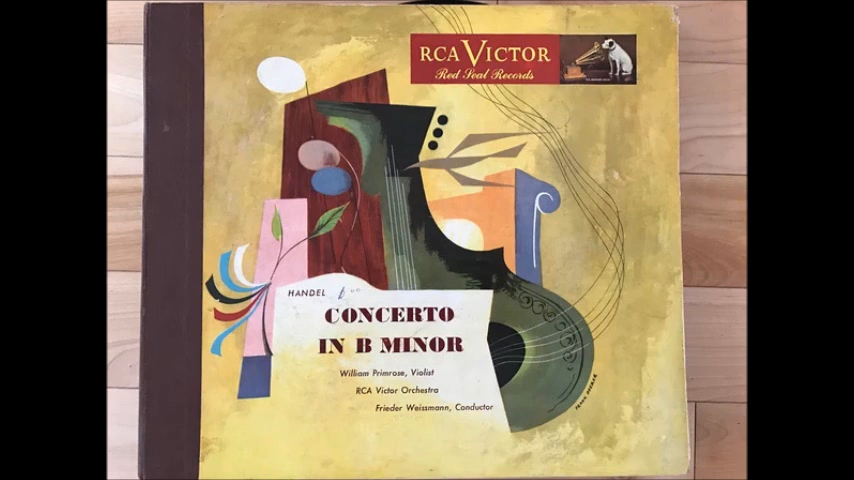 RCA VICTOR
Red Seal Records
HANDEL
CONCERTO
IN B MINOR
William Primrose, Violist
RCA Victor Orchestra
Frieder Weissmann, Conductor